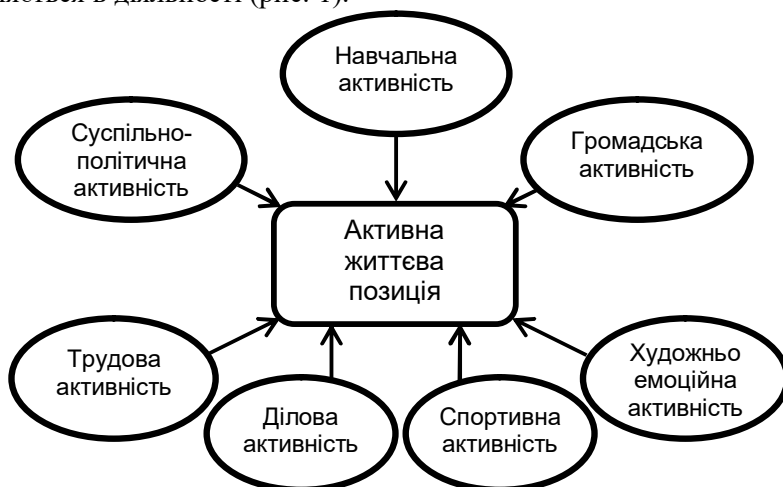 в діяльності (рис. 1).
Навчальна
активність
Суспільно-
політична
активність
Громадська
активність
Активна
життєва
позиція
Трудова
активність
Ділова
активність
Спортивна
активність
Художньо
емоційна
активність